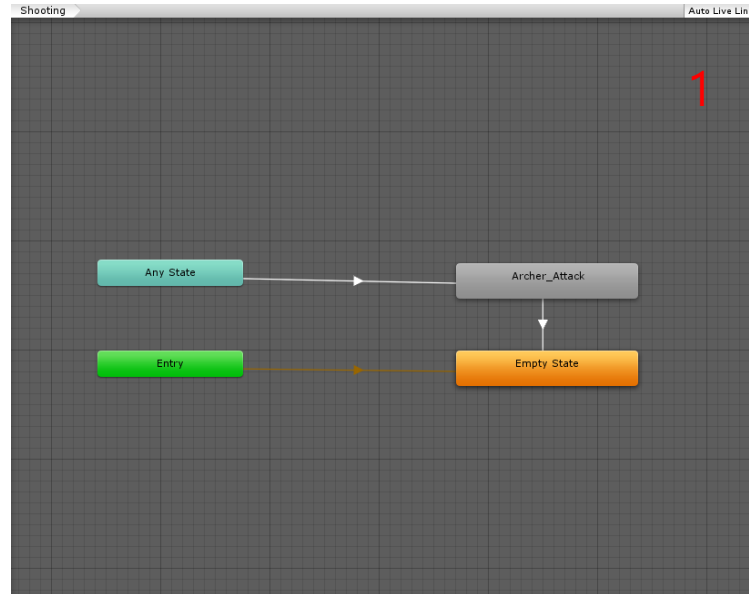 Shooting
Auto Live Lin
1
Any State
Archer_Attack
Entry
Empty State